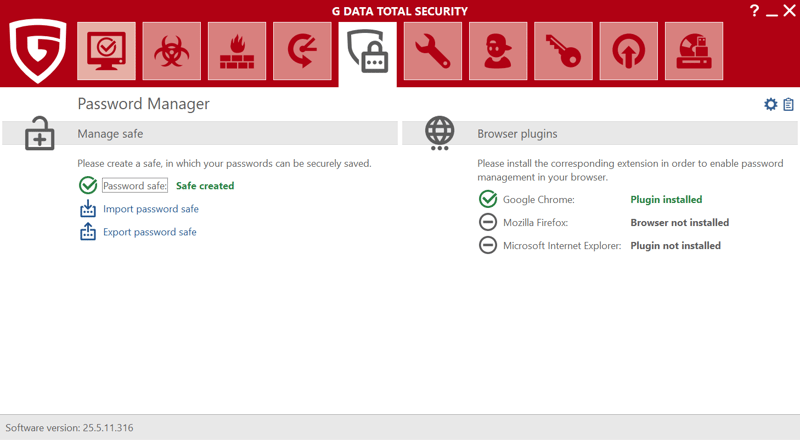 G DATA TOTAL SECURITY
?
Password Manager
Manage safe
Please create a safe, in which your passwords can be securely saved.
Password safe: Safe created
Import password safe
Export password safe
Browser plugins
Please install the corresponding extension in order to enable password
management in your browser.
Google Chrome: Plugin installed
Mozilla Firefox: Browser not installed
Microsoft Internet Explorer: Plugin not installed
Software version: 25.5.11.316